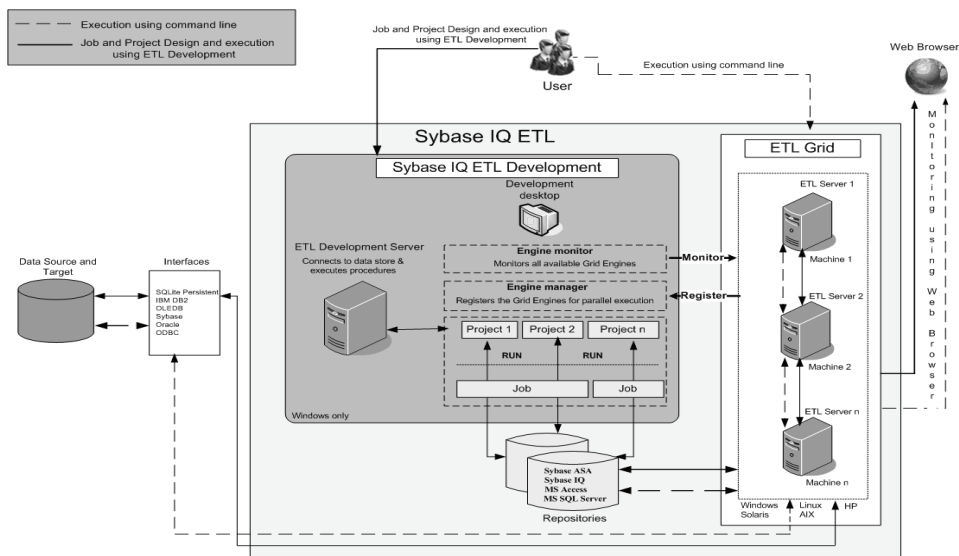 Execution using command line
Job and Project Design and execution
using ETL Development
Job and Project Design and execution
using ETL Development
User
Execution using command line
Web Browser
Monitoring using Web Browser
Sybase IQ ETL
Sybase IQ ETL Development
Development
desktop
ETL Development Server
Connects to data store &
executes procedures
Engine monitor
Monitors all available Grid Engines
Engine manager
Registers the Grid Engines for parallel execution
Project 1
Project 2
Project n
RUN
RUN
Job
Job
Windows only
Monitor
Register
ETL Grid
ETL Server 1
Machine 1
ETL Server 2
Machine 2
ETL Server n
Machine n
Windows
Solaris
Linux
AIX
HP
Data Source and
Target
Interfaces
SQLite Persistent
IBM DB2
OLEDB
Sybase
Oracle
ODBC
Sybase ASA
Sybase IQ
MS Access
MS SQL Server
Repositories